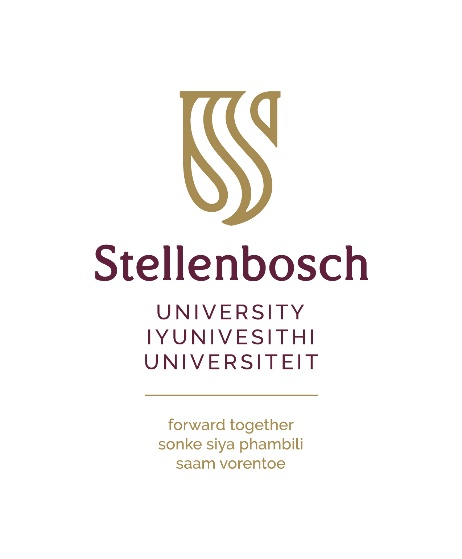 Stellenbosch
UNIVERSITY
IYUNIVESITHI
UNIVERSITEIT
forward together
sonke siya phambili
saam vorentoe